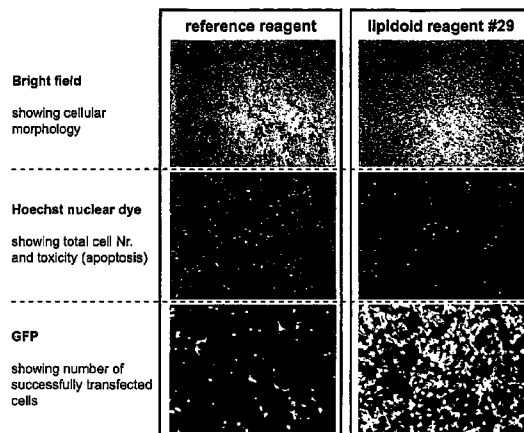 reference reagent
lipidoid reagent #29
Bright field
showing cellular
morphology
Hoechst nuclear dye
showing total cell Nr.
and toxicity (apoptosis)
GFP
showing number of
successfully transfected
cells